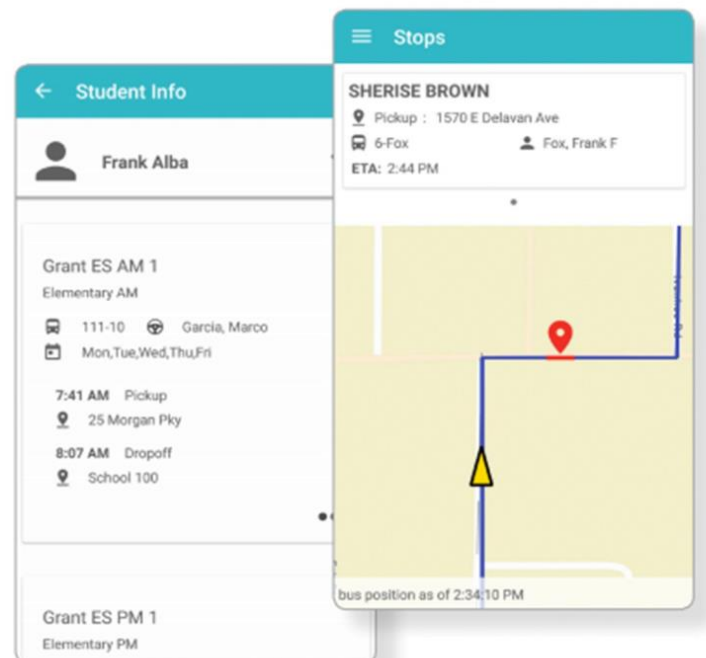 Student Info
Frank Alba
Grant ES AM 1
Elementary AM
111-10 Garcia, Marco
Mon,Tue,Wed,Thu,Fri
7:41 AM Pickup
25 Morgan Pky
8:07 AM Dropoff
School 100
Grant ES PM 1
Elementary PM
Stops
SHERISE BROWN
Pickup : 1570 E Delavan Ave
6-Fox Fox, Frank F
ETA: 2:44 PM
bus position as of 2:34:10 PM